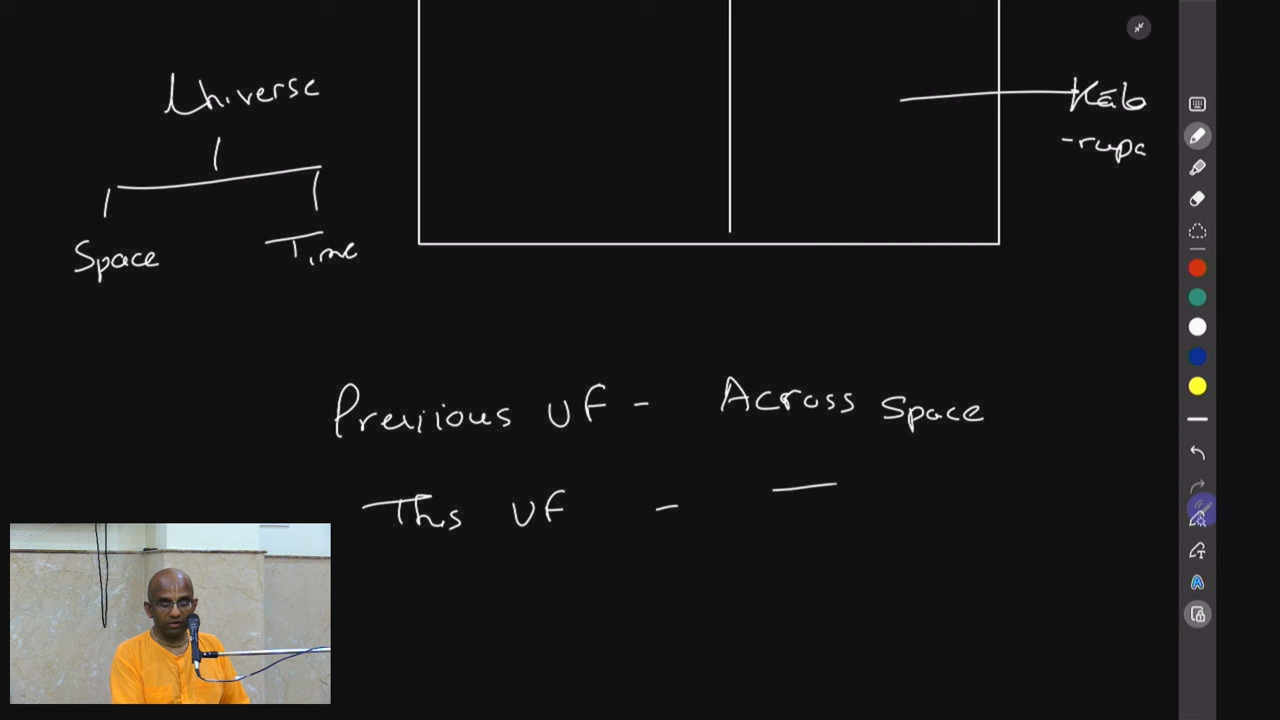 Universe
Space
Time
Kāla
-rupa
Previous UF - Across space
This UF -